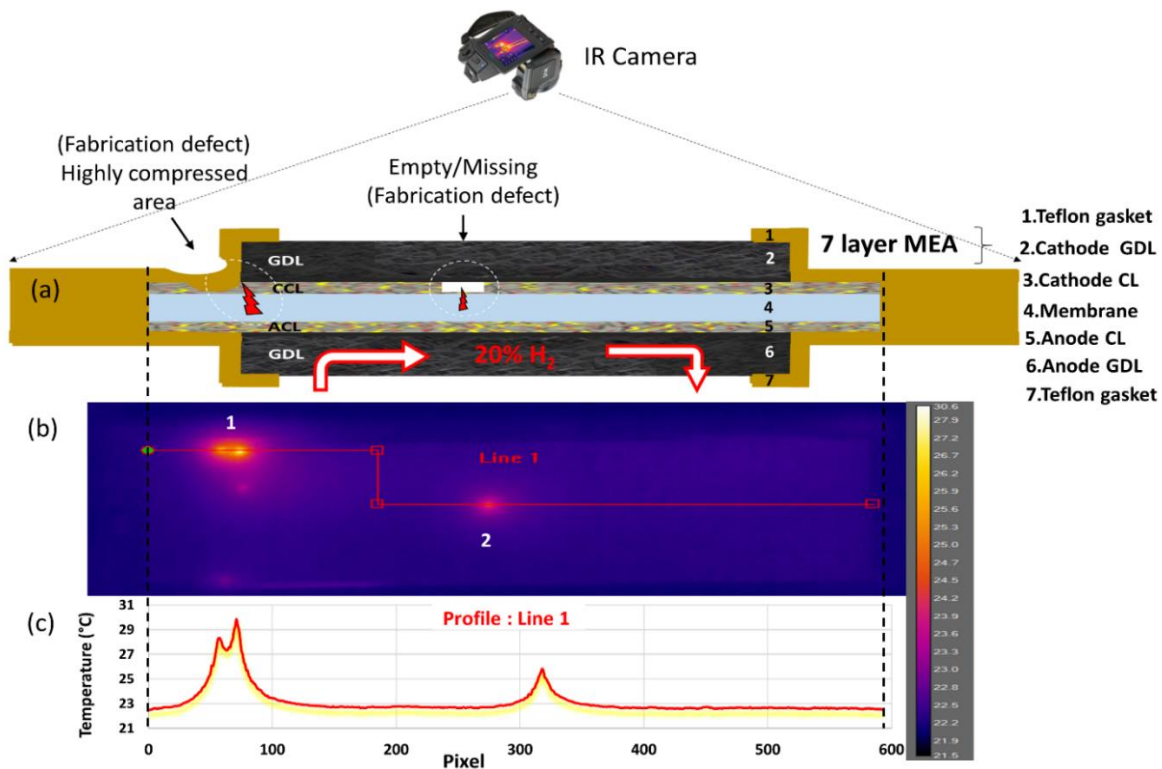 IR Camera
(Fabrication defect)
Highly compressed
area
Empty/Missing
(Fabrication defect)
7 layer MEA
1.Teflon gasket
2.Cathode GDL
3.Cathode CL
4.Membrane
5.Anode CL
6.Anode GDL
7.Teflon gasket
(a)
GDL
CCL
ACL
GDL
20% H₂
1
2
3
4
5
6
7
(b)
1
Line 1
2
30.6
27.9
27.2
26.7
26.2
25.9
25.6
25.3
25.0
24.7
24.5
24.2
23.9
23.6
23.3
23.0
22.8
22.5
22.2
21.9
21.5
(c)
Profile : Line 1
Temperature (°C)
31
29
27
25
23
21
0
100
200
300
400
500
600
Pixel